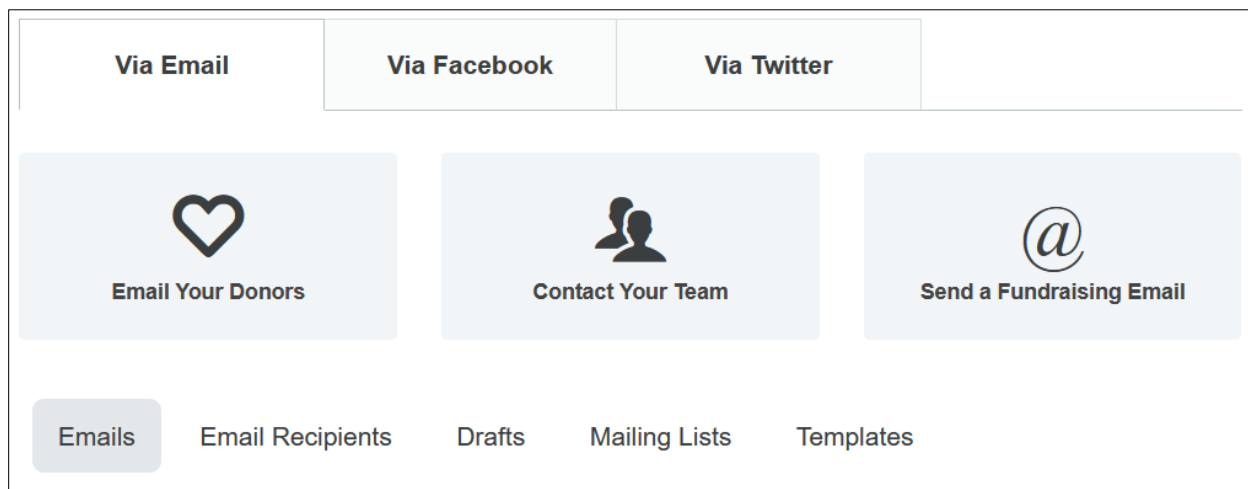 Via Email Via Facebook Via Twitter
@
Email Your Donors Contact Your Team Send a Fundraising Email
Emails Email Recipients Drafts Mailing Lists Templates